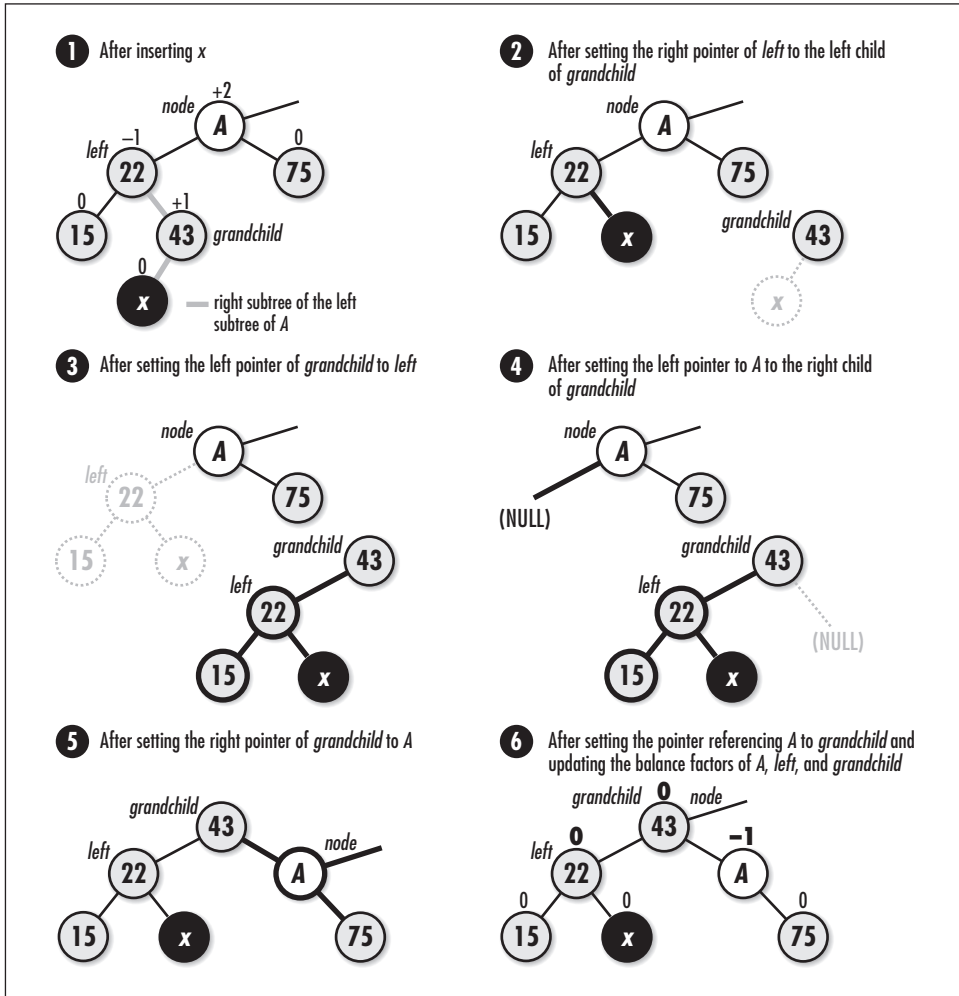 1 After inserting x
+2
node
A
−1
left
0
22
75
0
+1
15
43
grandchild
0
x
right subtree of the left
subtree of A
2 After setting the right pointer of left to the left child
of grandchild
node
A
left
22
75
grandchild
15
x
43
x
3 After setting the left pointer of grandchild to left
node
A
left
22
75
15
x
grandchild
43
left
22
15
x
4 After setting the left pointer to A to the right child
of grandchild
node
A
75
(NULL)
grandchild
43
left
22
(NULL)
15
x
5 After setting the right pointer of grandchild to A
grandchild
43
node
left
22
A
15
x
75
6 After setting the pointer referencing A to grandchild and
updating the balance factors of A, left, and grandchild
grandchild
0
node
43
0
−1
left
22
A
0
0
0
15
x
75